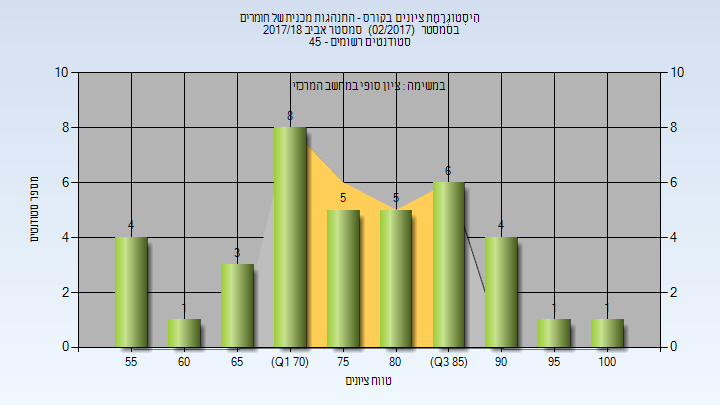 היסטוגרמת ציונים בקורס - התנהגות מכנית של חומרים
בסמסטר (02/2017) סמסטר אביב 2017/18
סטודנטים רשומים - 45
במשימה : ציון סופי במחשב המרכזי
מספר סטודנטים
10 10
8 8
6 6
4 4
2 2
0 0
4 1 3 8 5 5 6 4 1 1
55 60 65 (Q1 70) 75 80 (Q3 85) 90 95 100
טווח ציונים